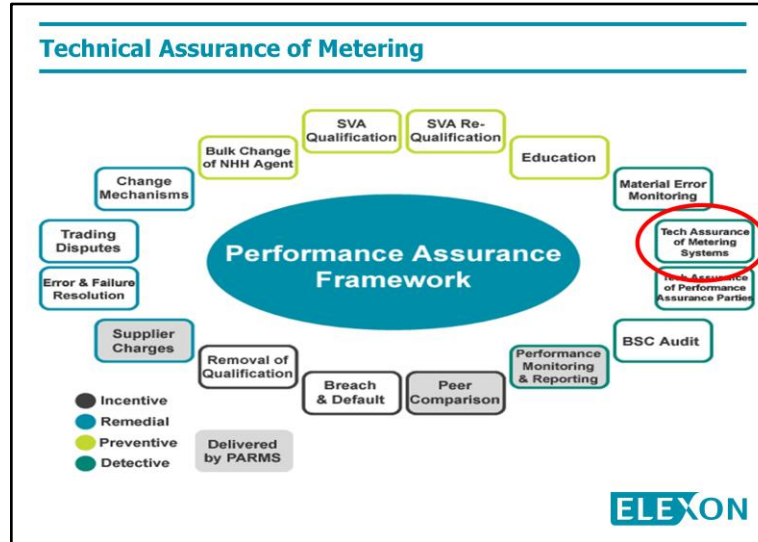 Technical Assurance of Metering
SVA
Qualification
SVA Re-
Qualification
Bulk Change
of NHH Agent
Education
Change
Mechanisms
Material Error
Monitoring
Trading
Disputes
Tech Assurance
of Metering
Systems
Performance Assurance
Framework
Error & Failure
Resolution
Tech Assurance
of Performance
Assurance Parties
Supplier
Charges
BSC Audit
Removal of
Qualification
Performance
Monitoring
& Reporting
Breach
& Default
Peer
Comparison
Incentive
Remedial
Preventive
Detective
Delivered
by PARMS
ELEXON